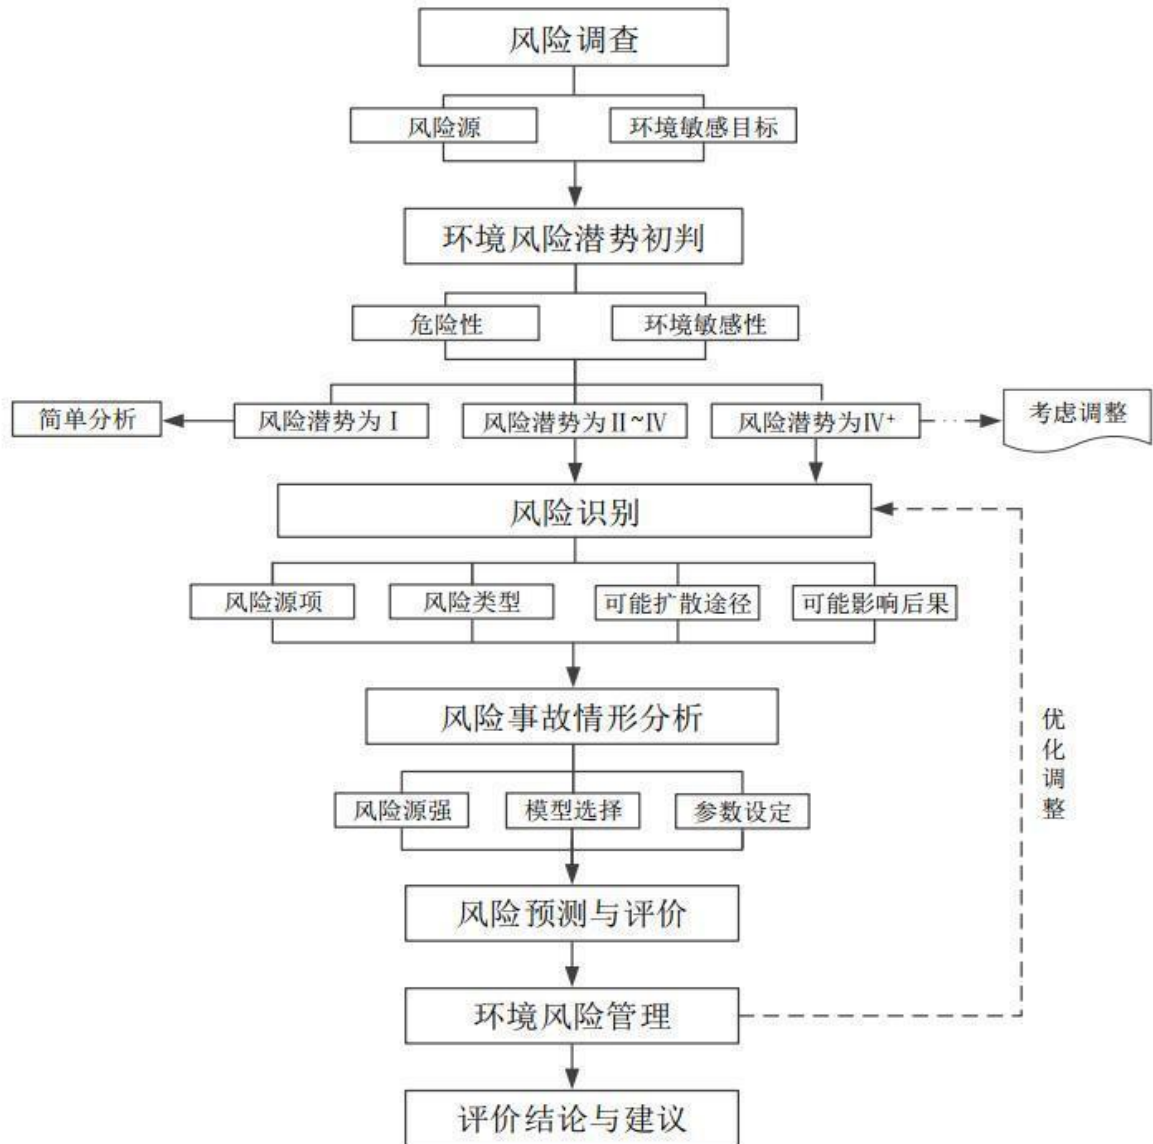 风险调查
风险源
环境敏感目标
环境风险潜势初判
危险性
环境敏感性
简单分析
风险潜势为Ⅰ
风险潜势为Ⅱ~Ⅳ
风险潜势为Ⅳ+
考虑调整
风险识别
风险源项
风险类型
可能扩散途径
可能影响后果
风险事故情形分析
风险源强
模型选择
参数设定
优化调整
风险预测与评价
环境风险管理
评价结论与建议